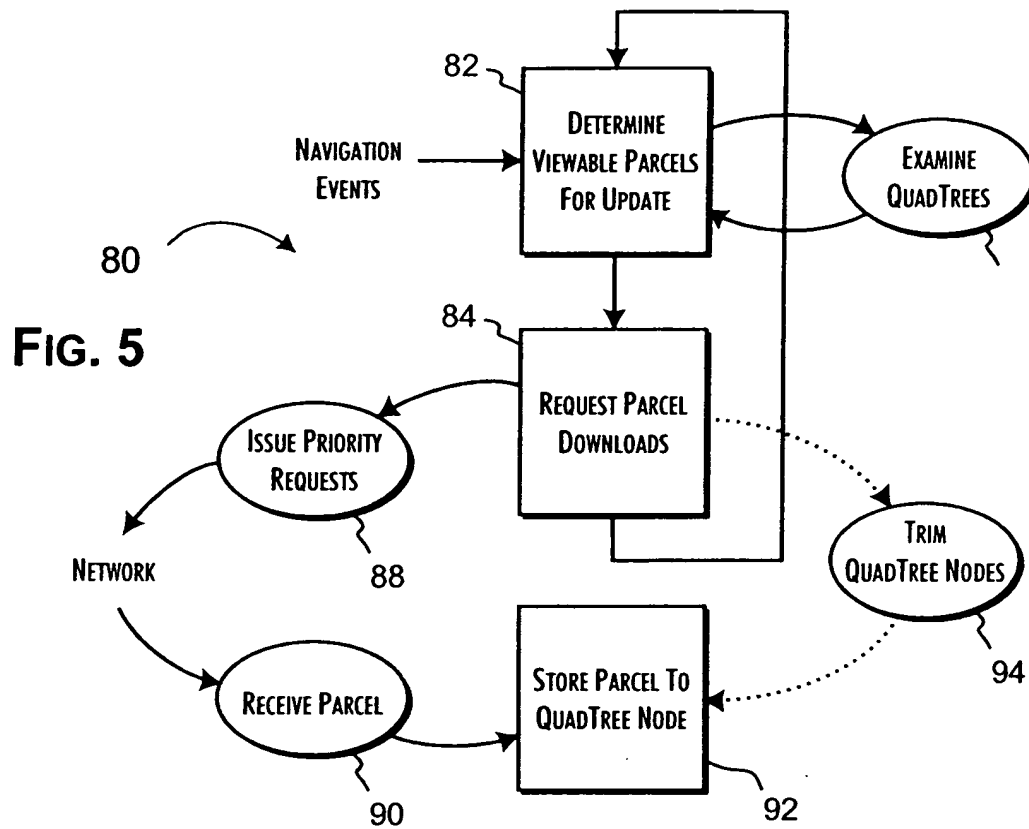 82
DETERMINE
VIEWABLE PARCELS
FOR UPDATE
NAVIGATION
EVENTS
EXAMINE
QUADTREES
80
FIG. 5
84
REQUEST PARCEL
DOWNLOADS
ISSUE PRIORITY
REQUESTS
88
TRIM
QUADTREE NODES
94
NETWORK
RECEIVE PARCEL
90
STORE PARCEL TO
QUADTREE NODE
92